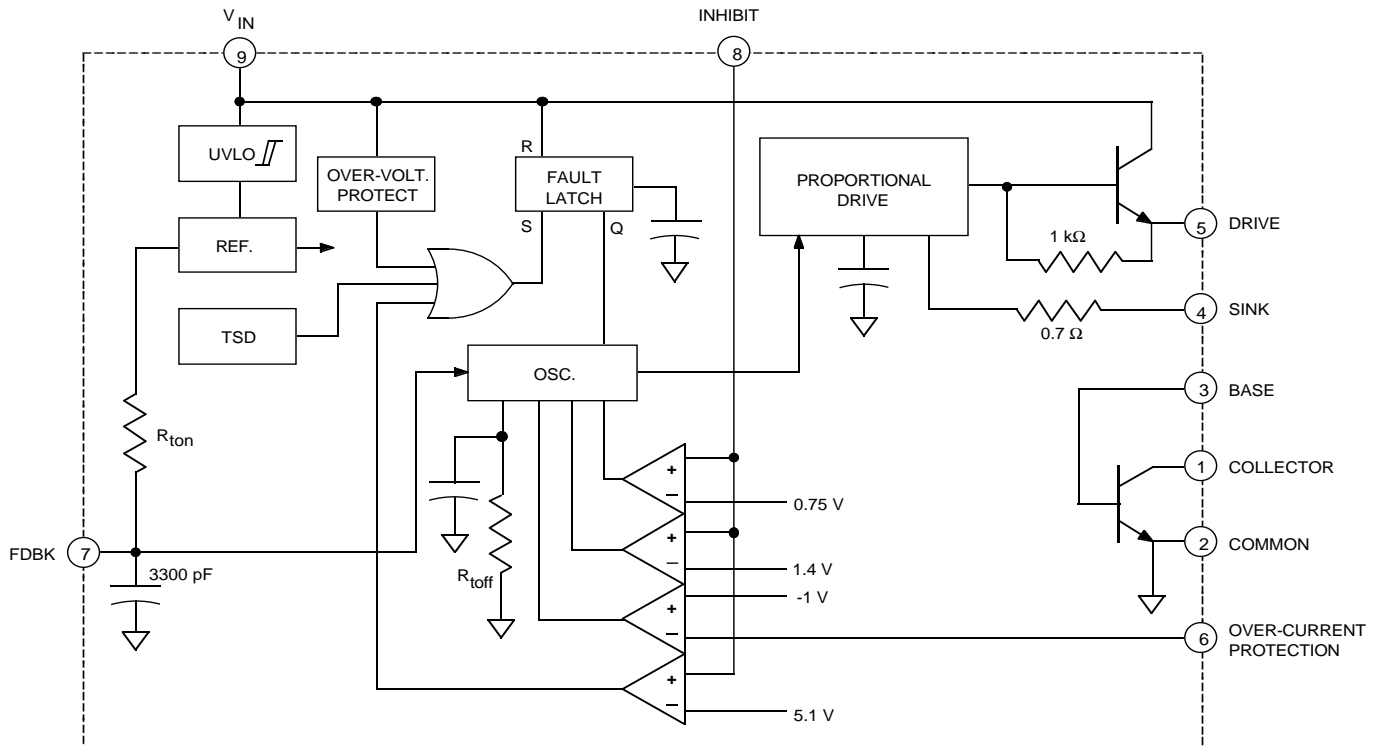 V IN
INHIBIT
9
8
UVLO
OVER-VOLT.
PROTECT
R
FAULT
LATCH
S
Q
PROPORTIONAL
DRIVE
5
DRIVE
1 kΩ
REF.
4
SINK
0.7 Ω
TSD
OSC.
3
BASE
Rton
1
COLLECTOR
+
–
0.75 V
2
COMMON
+
–
1.4 V
FDBK
7
3300 pF
Rtoff
-1 V
+
–
6
OVER-CURRENT
PROTECTION
+
–
5.1 V